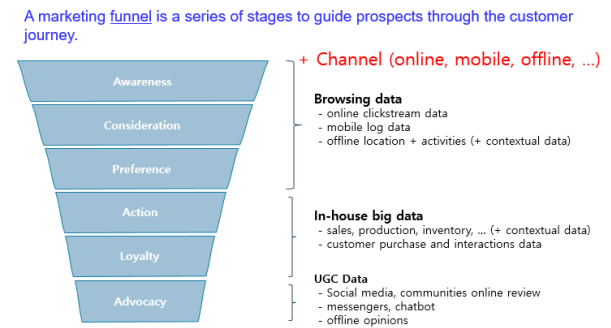 A marketing funnel is a series of stages to guide prospects through the customer
journey.
+ Channel (online, mobile, offline, ...)
Awareness
Consideration
Preference
Action
Loyalty
Advocacy
Browsing data
- online clickstream data
- mobile log data
- offline location + activities (+ contextual data)
In-house big data
- sales, production, inventory, ... (+ contextual data)
- customer purchase and interactions data
UGC Data
- Social media, communities online review
- messengers, chatbot
- offline opinions